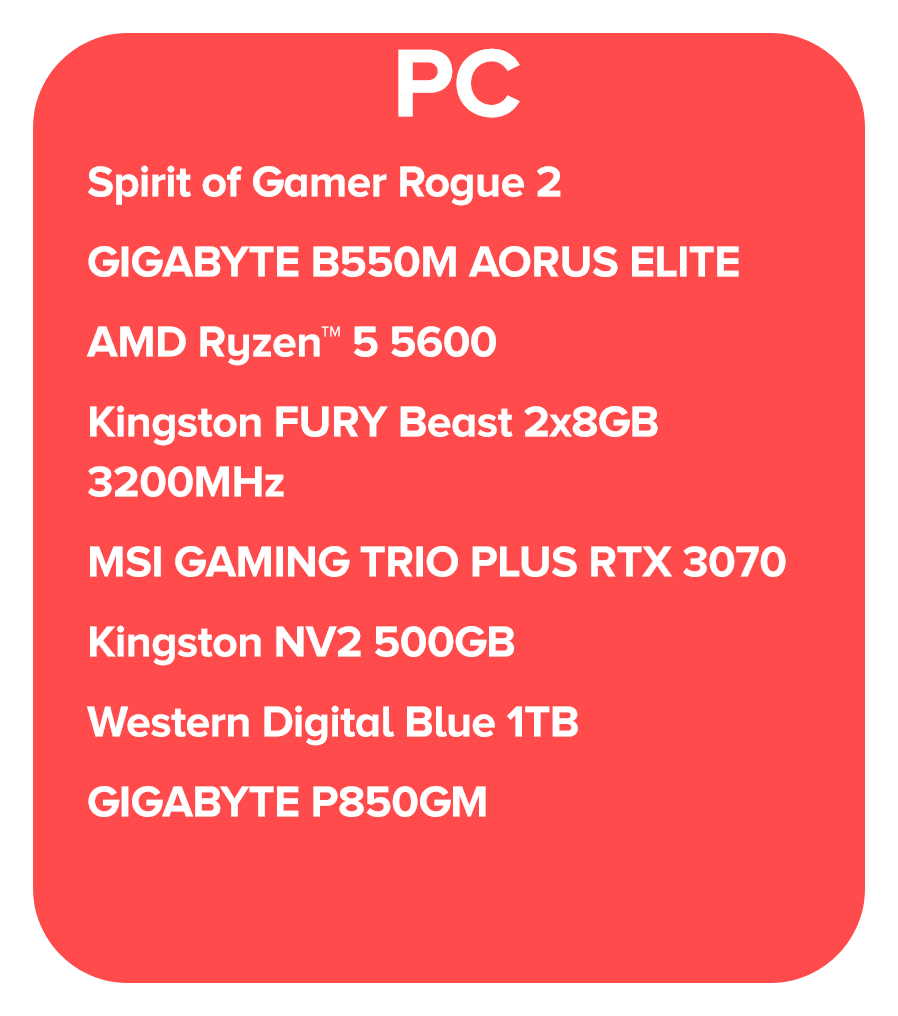 PC
Spirit of Gamer Rogue 2
GIGABYTE B550M AORUS ELITE
AMD Ryzen™ 5 5600
Kingston FURY Beast 2x8GB
3200MHz
MSI GAMING TRIO PLUS RTX 3070
Kingston NV2 500GB
Western Digital Blue 1TB
GIGABYTE P850GM